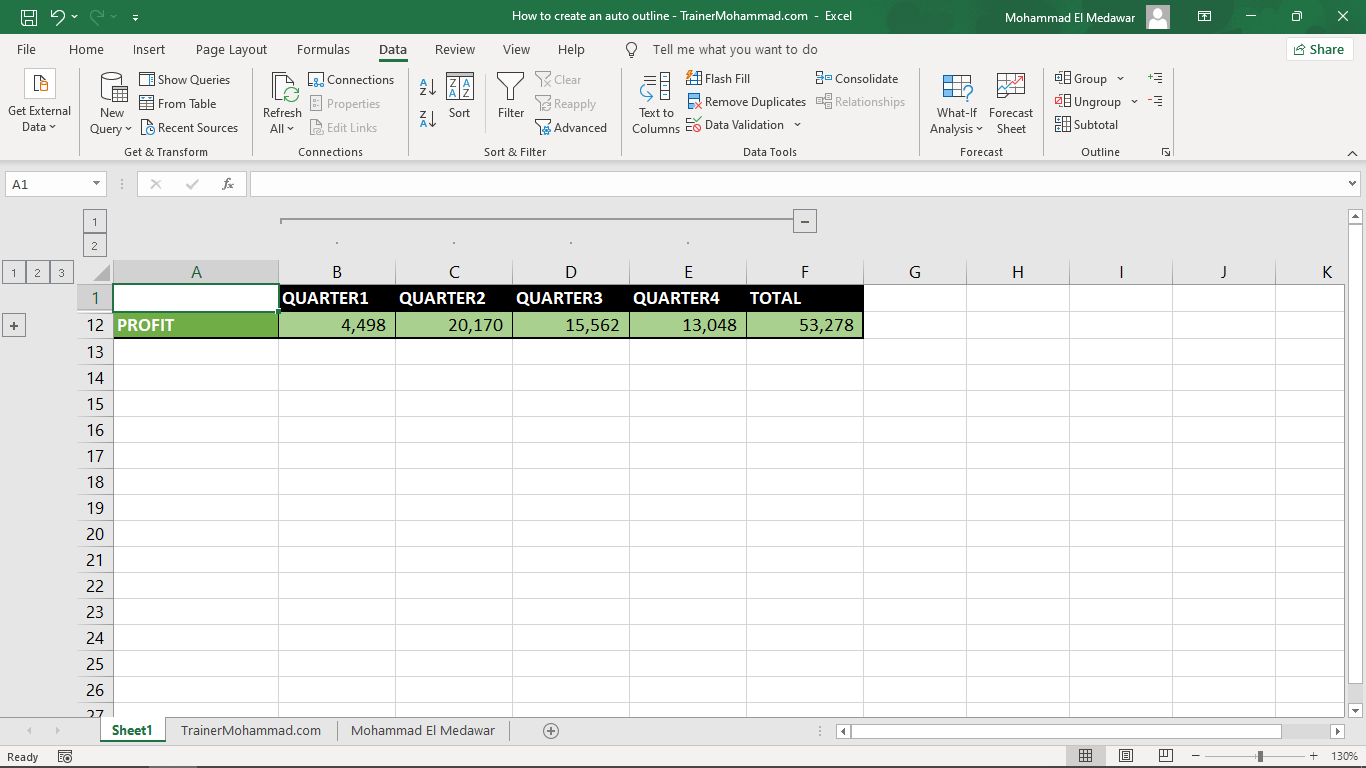 How to create an auto outline - TrainerMohammad.com - Excel
Mohammad El Medawar
File Home Insert Page Layout Formulas Data Review View Help Tell me what you want to do Share
Get External Data
New Query
Show Queries
From Table
Recent Sources
Get & Transform
Refresh All
Connections
Properties
Edit Links
Connections
Sort
Filter
Clear
Reapply
Advanced
Sort & Filter
Text to Columns
Flash Fill
Remove Duplicates
Data Validation
Consolidate
Relationships
Data Tools
What-If Analysis
Forecast Sheet
Forecast
Group
Ungroup
Subtotal
Outline
A1 fx
1
2
1 2 3 A B C D E F G H I J K
1 QUARTER1 QUARTER2 QUARTER3 QUARTER4 TOTAL
12 PROFIT 4,498 20,170 15,562 13,048 53,278
13
14
15
16
17
18
19
20
21
22
23
24
25
26
27
Sheet1 TrainerMohammad.com Mohammad El Medawar
Ready 130%